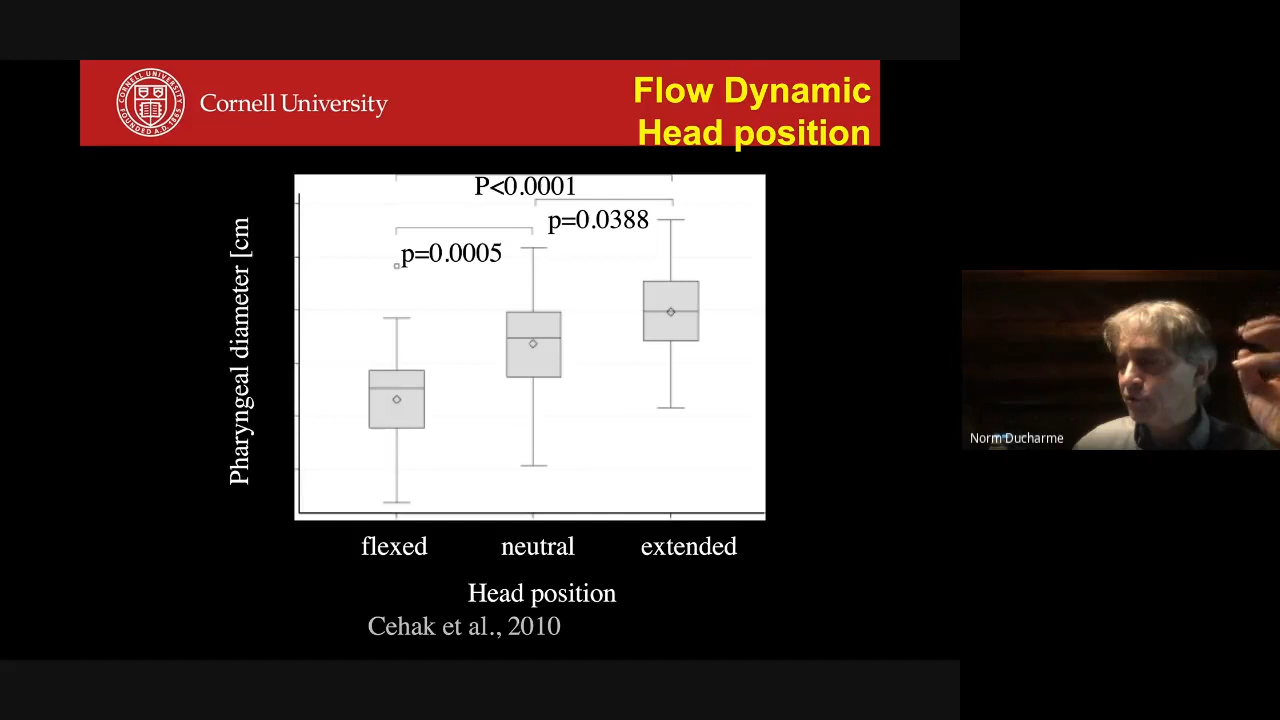 CORNELL UNIVERSITY
FOUNDED A.D. 1865
Cornell University
Flow Dynamic
Head position
P<0.0001
p=0.0388
p=0.0005
Pharyngeal diameter [cm
flexed neutral extended
Head position
Cehak et al., 2010
Norm Ducharme